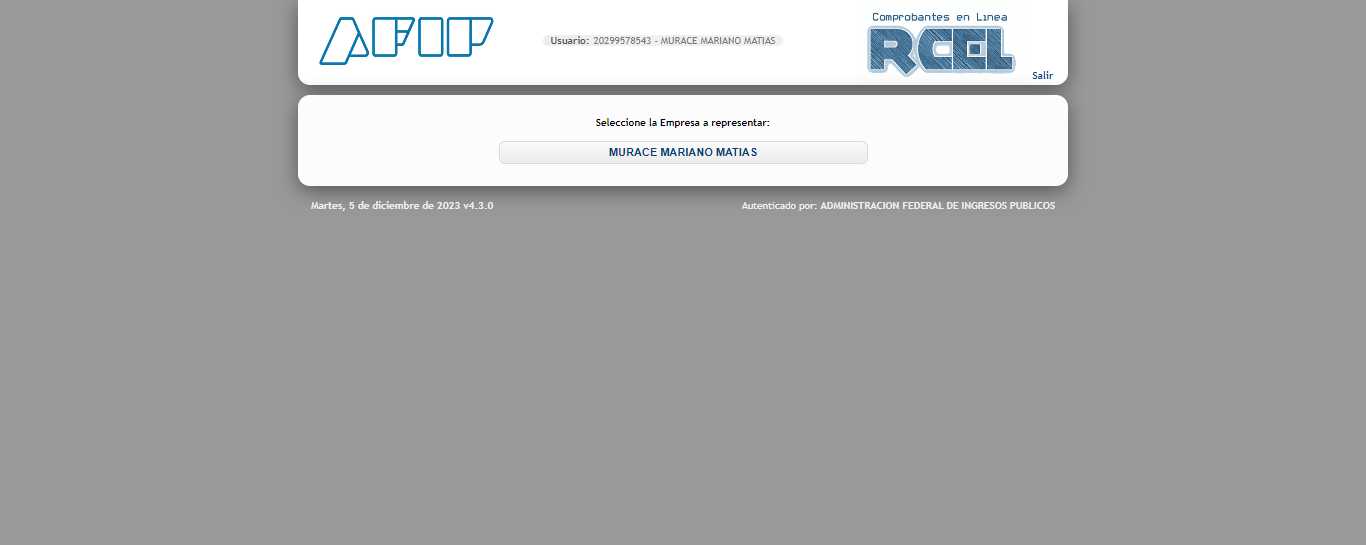 AFIP
Usuario: 20299578543 - MURACE MARIANO MATIAS
Comprobantes en Linea
RCEL
Salir
Seleccione la Empresa a representar:
MURACE MARIANO MATIAS
Martes, 5 de diciembre de 2023 v4.3.0
Autenticado por: ADMINISTRACION FEDERAL DE INGRESOS PUBLICOS